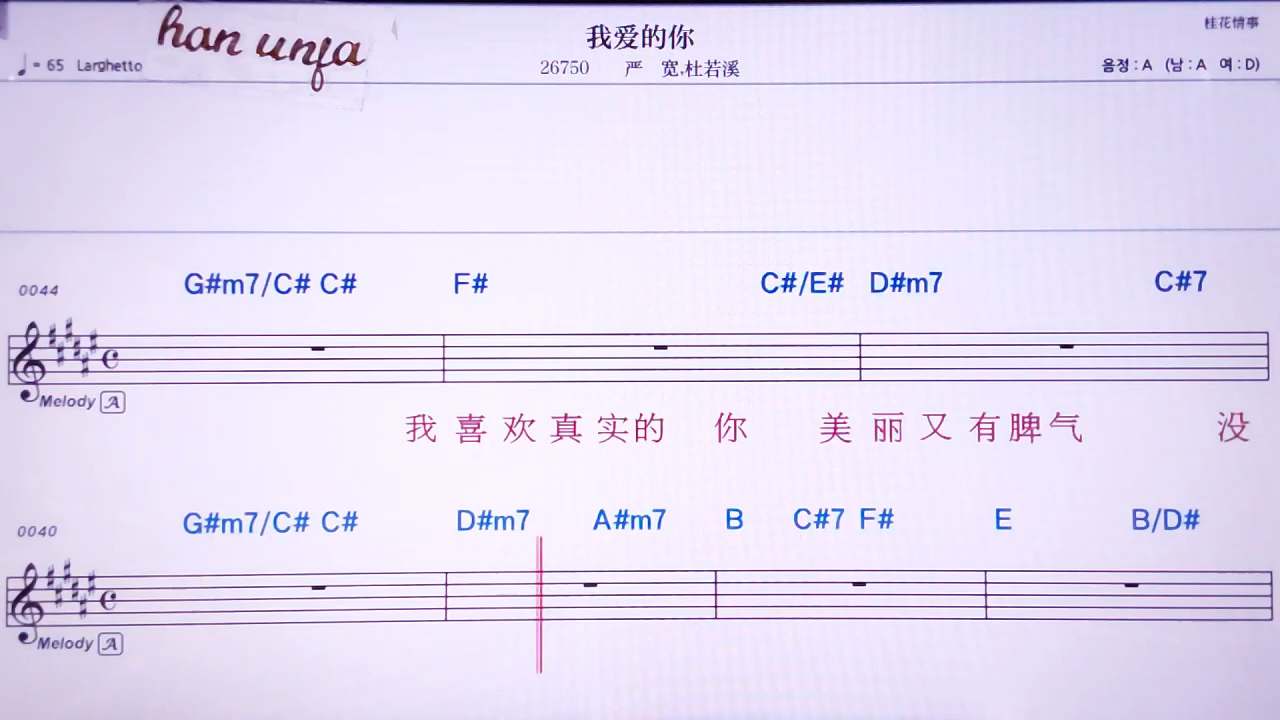 han unfa
我爱的你
桂花情事
♩= 65 Larghetto
26750 严 宽,杜若溪
음정 : A (남 : A 여 : D)
0044
G#m7/C# C# F# C#/E# D#m7 C#7
Melody A
我喜欢真实的 你 美丽又有脾气 没
0040
G#m7/C# C# D#m7 A#m7 B C#7 F# E B/D#
Melody A